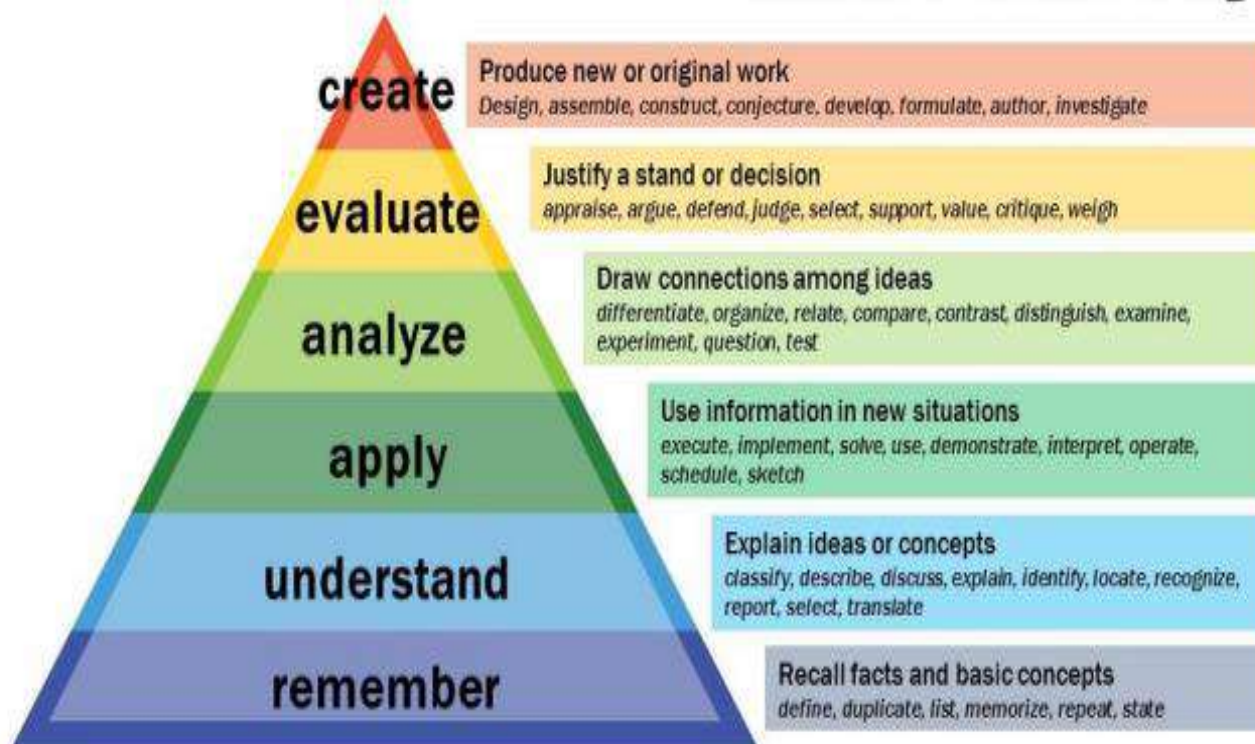 create
Produce new or original work
Design, assemble, construct, conjecture, develop, formulate, author, investigate
evaluate
Justify a stand or decision
appraise, argue, defend, judge, select, support, value, critique, weigh
analyze
Draw connections among ideas
differentiate, organize, relate, compare, contrast, distinguish, examine,
experiment, question, test
apply
Use information in new situations
execute, implement, solve, use, demonstrate, interpret, operate,
schedule, sketch
understand
Explain ideas or concepts
classify, describe, discuss, explain, identify, locate, recognize,
report, select, translate
remember
Recall facts and basic concepts
define, duplicate, list, memorize, repeat, state